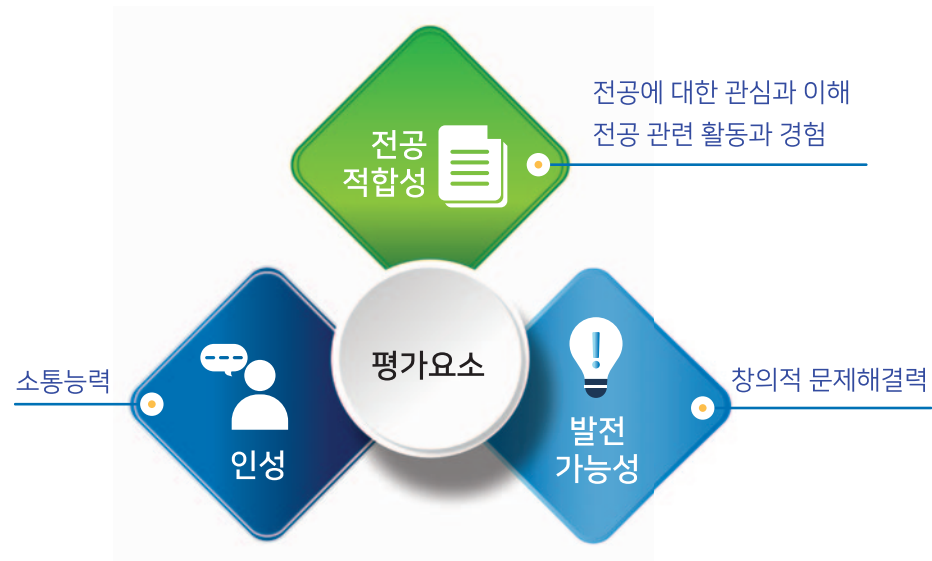 전공에 대한 관심과 이해
전공 관련 활동과 경험
전공
적합성
평가요소
소통능력
인성
창의적 문제해결력
발전
가능성